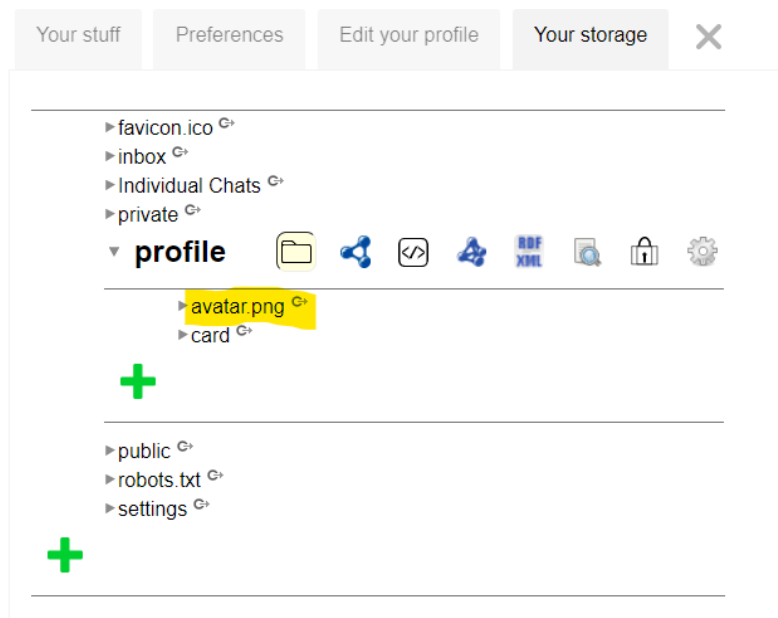 Your stuff Preferences Edit your profile Your storage
favicon.ico
inbox
Individual Chats
private
profile RDF XML
avatar.png
card
public
robots.txt
settings